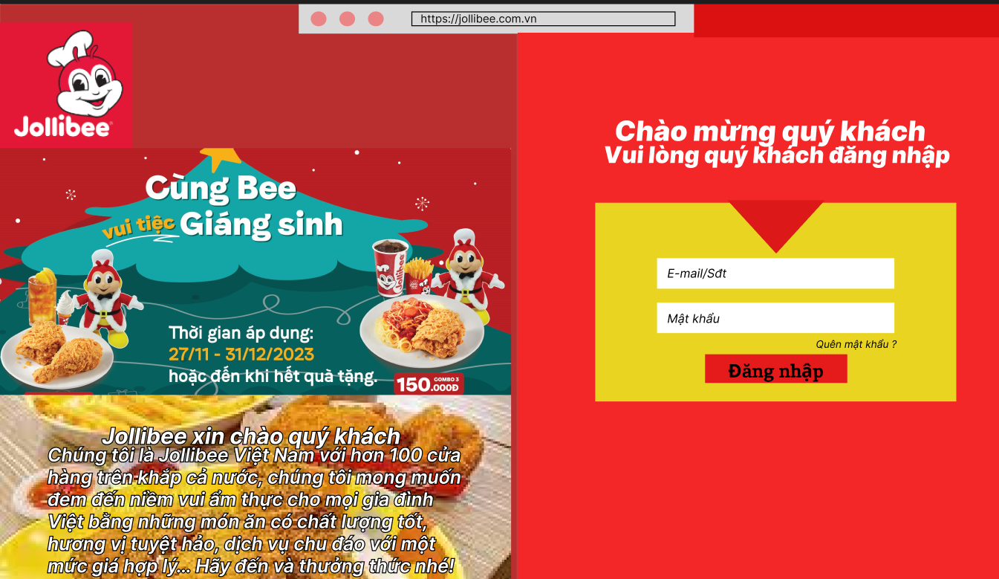 https://jollibee.com.vn
Jollibee
Cùng Bee
vui tiệc Giáng sinh
Jollibee
Thời gian áp dụng:
27/11 - 31/12/2023
hoặc đến khi hết quà tặng.
150.000Đ COMBO 3
Jollibee xin chào quý khách
Chúng tôi là Jollibee Việt Nam với hơn 100 cửa
hàng trên khắp cả nước, chúng tôi mong muốn
đem đến niềm vui ẩm thực cho mọi gia đình
Việt bằng những món ăn có chất lượng tốt,
hương vị tuyệt hảo, dịch vụ chu đáo với một
mức giá hợp lý... Hãy đến và thưởng thức nhé!
Chào mừng quý khách
Vui lòng quý khách đăng nhập
E-mail/Sđt
Mật khẩu
Quên mật khẩu ?
Đăng nhập